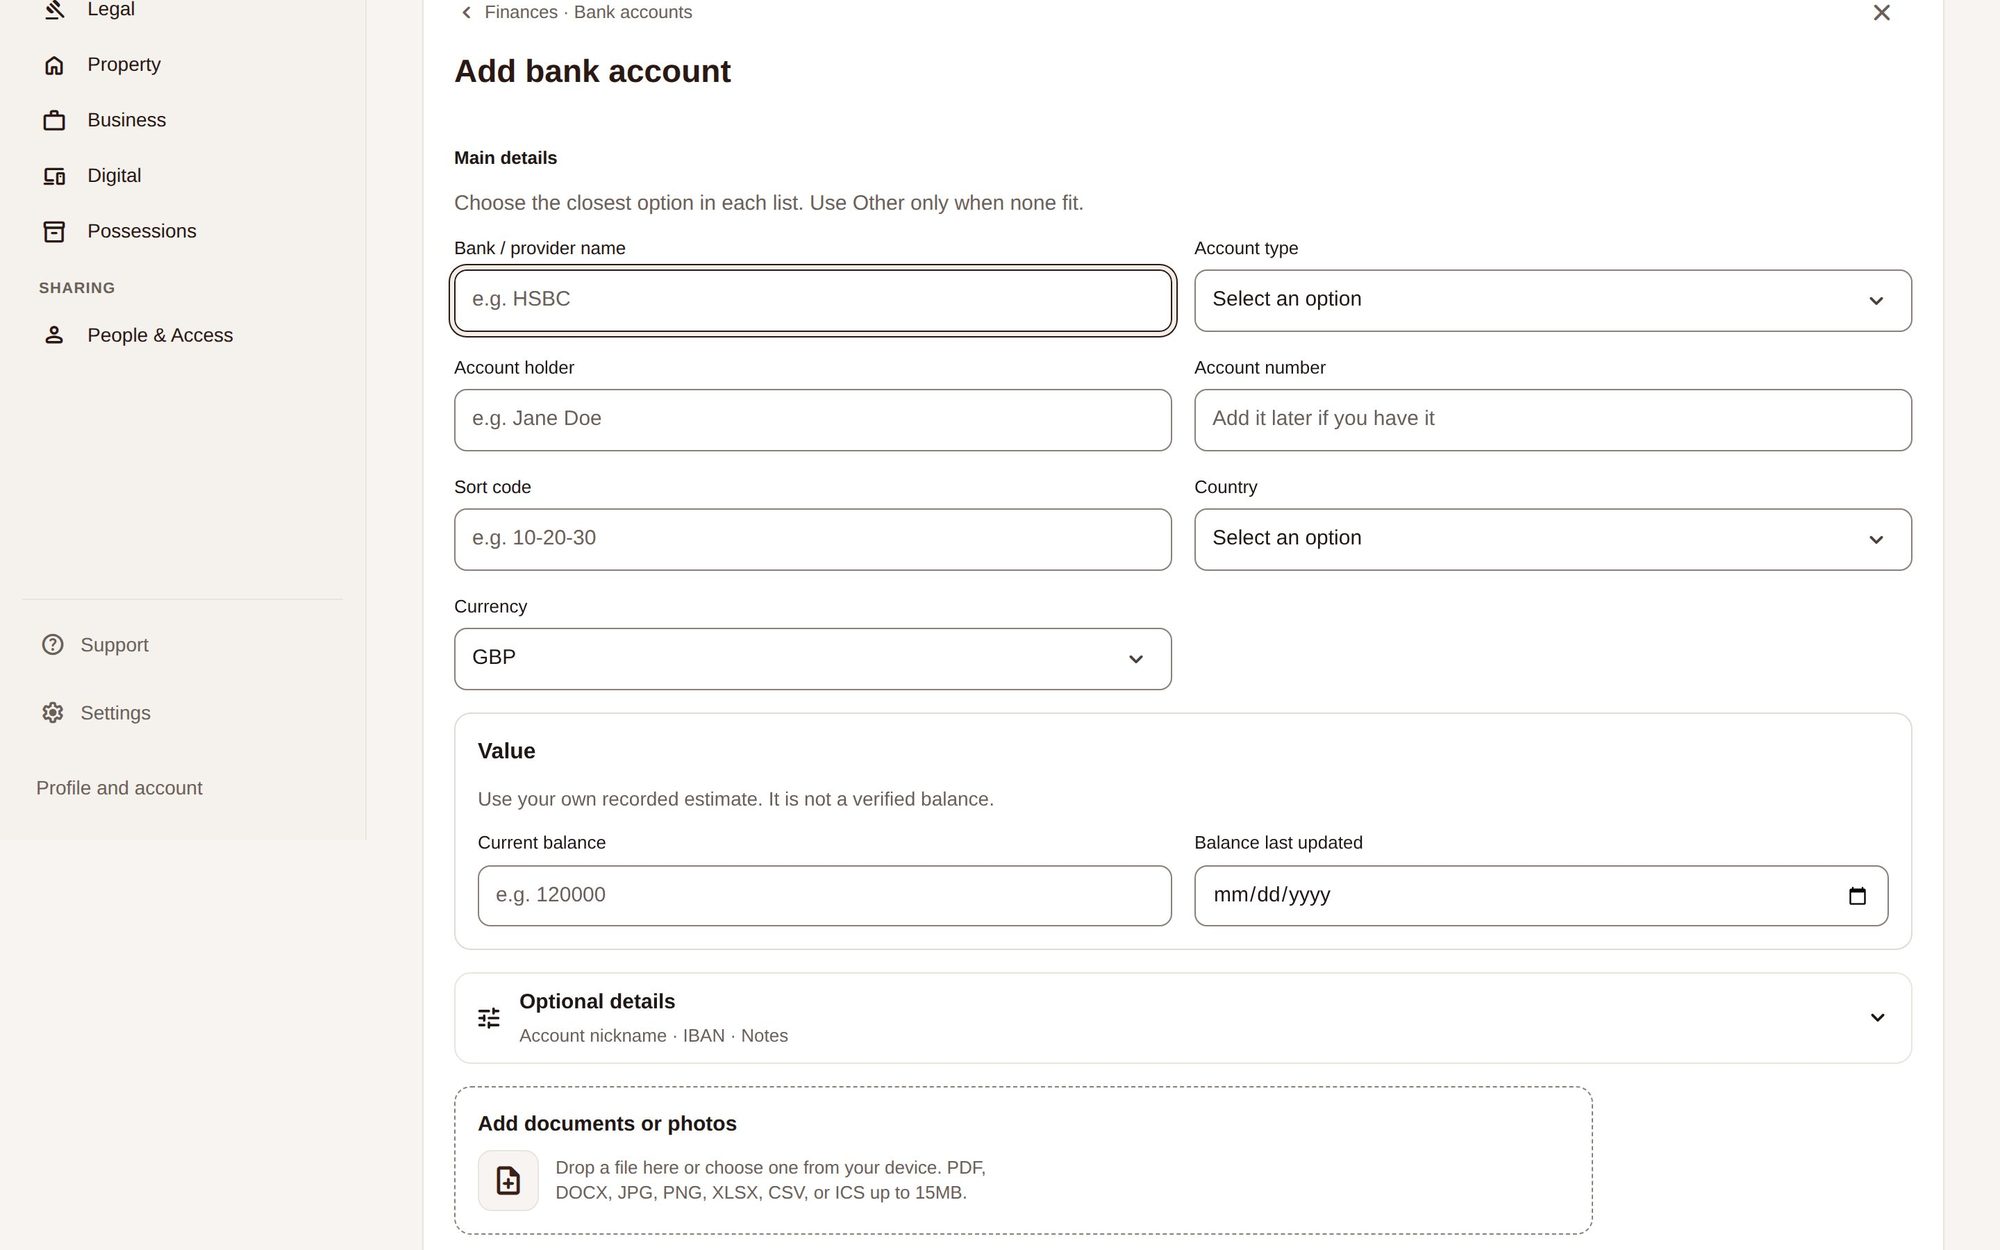 Legal
Property
Business
Digital
Possessions
SHARING
People & Access
Support
Settings
Profile and account
Finances · Bank accounts
Add bank account
Main details
Choose the closest option in each list. Use Other only when none fit.
Bank / provider name
e.g. HSBC
Account type
Select an option
Account holder
e.g. Jane Doe
Account number
Add it later if you have it
Sort code
e.g. 10-20-30
Country
Select an option
Currency
GBP
Value
Use your own recorded estimate. It is not a verified balance.
Current balance
e.g. 120000
Balance last updated
mm/dd/yyyy
Optional details
Account nickname · IBAN · Notes
Add documents or photos
Drop a file here or choose one from your device. PDF,
DOCX, JPG, PNG, XLSX, CSV, or ICS up to 15MB.